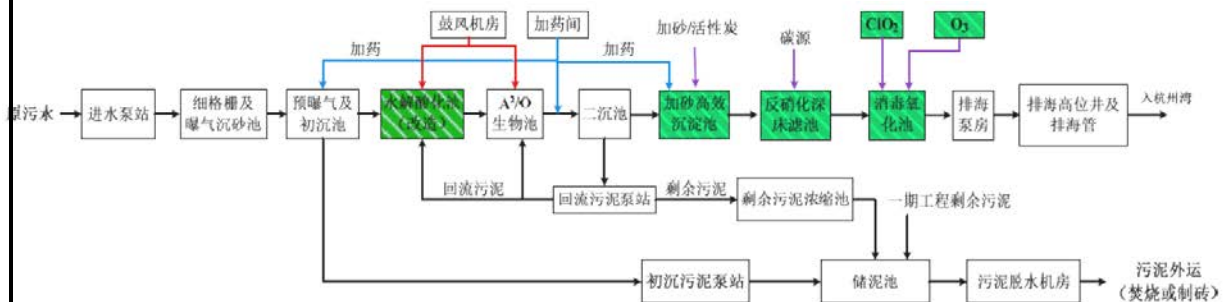 鼓风机房
加药间
加砂/活性炭
碳源
ClO₂
O₃
加药
加药
原污水
进水泵站
细格栅及
曝气沉砂池
预曝气及
初沉池
水解酸化池
（改造）
A²/O
生物池
二沉池
加砂高效
沉淀池
反硝化深
床滤池
消毒氧
化池
排海
泵房
排海高位井及
排海管
入杭州湾
回流污泥
回流污泥泵站
剩余污泥
剩余污泥浓缩池
一期工程剩余污泥
初沉污泥泵站
储泥池
污泥脱水机房
污泥外运
（焚烧或制砖）